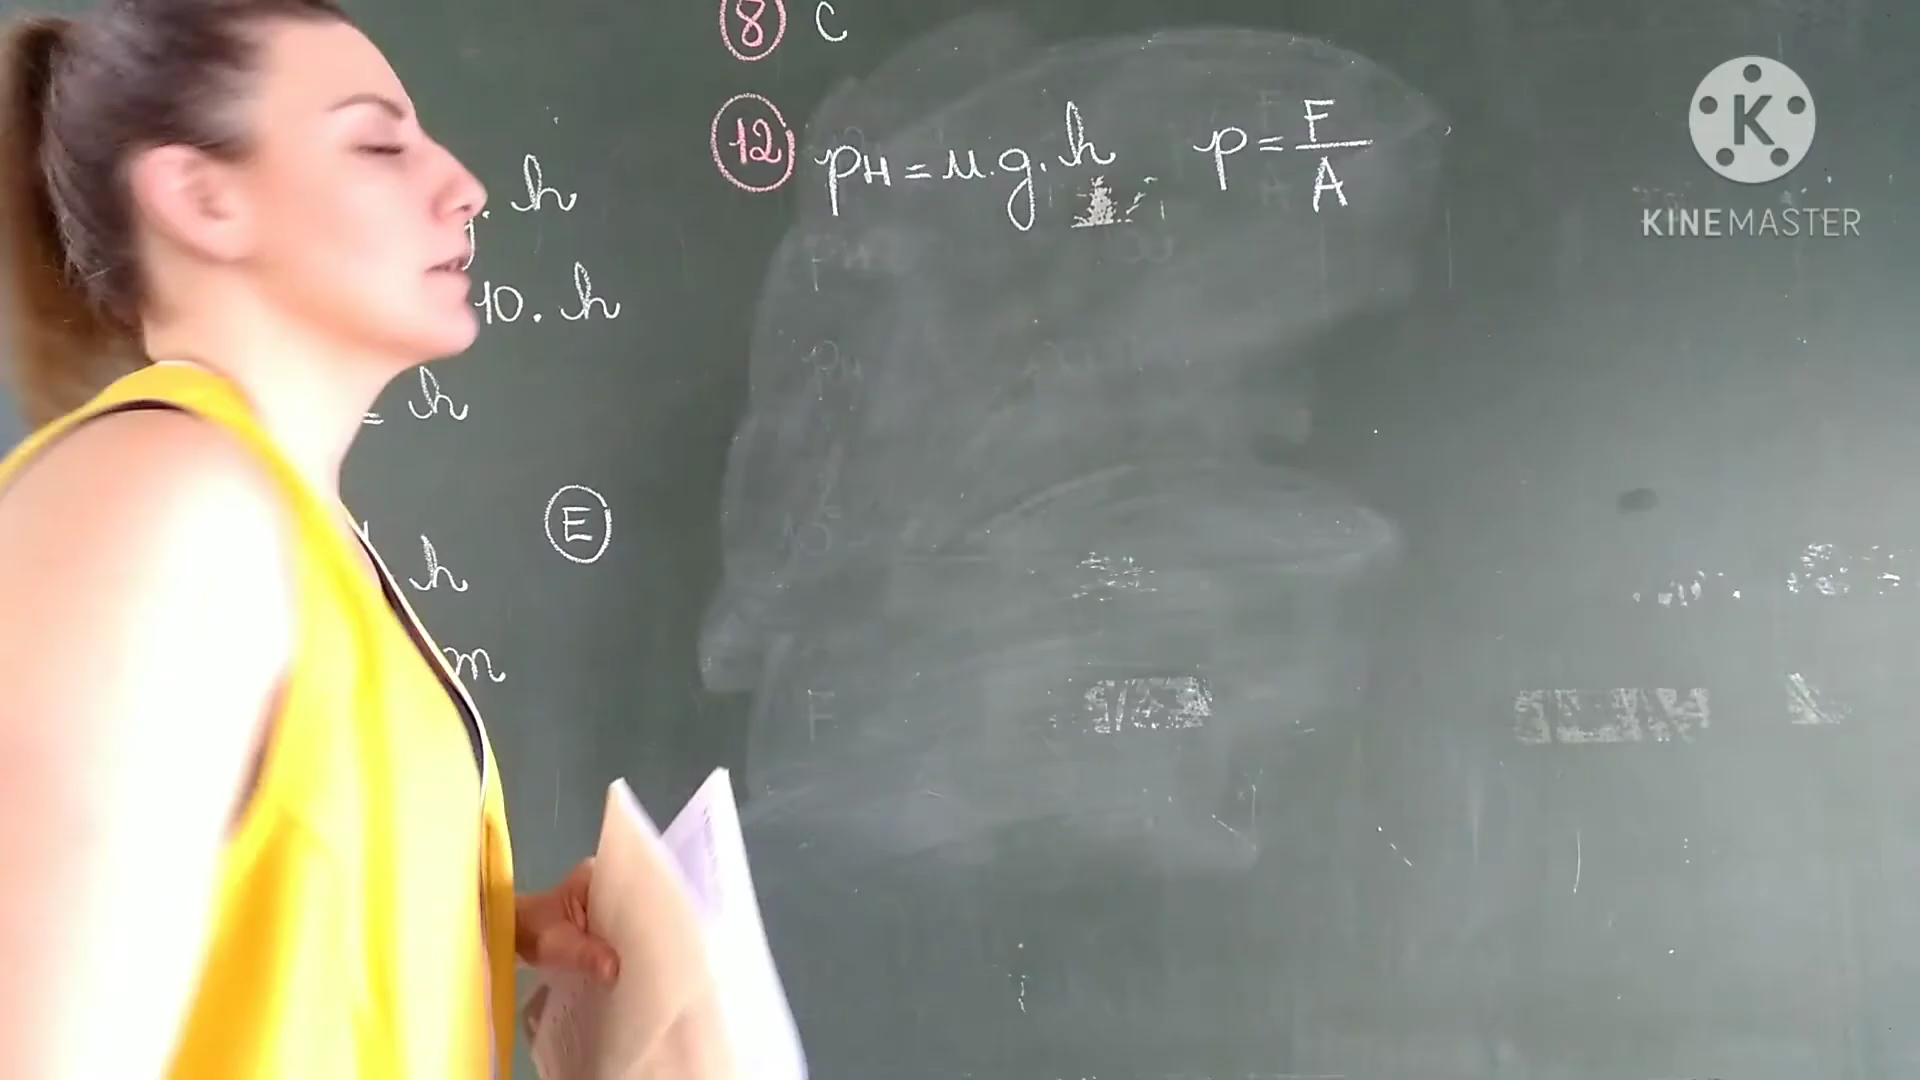 8 C
12 pH = μ.g.h p = F/A
g. h
10. h
= h
E
h
m
KINEMASTER